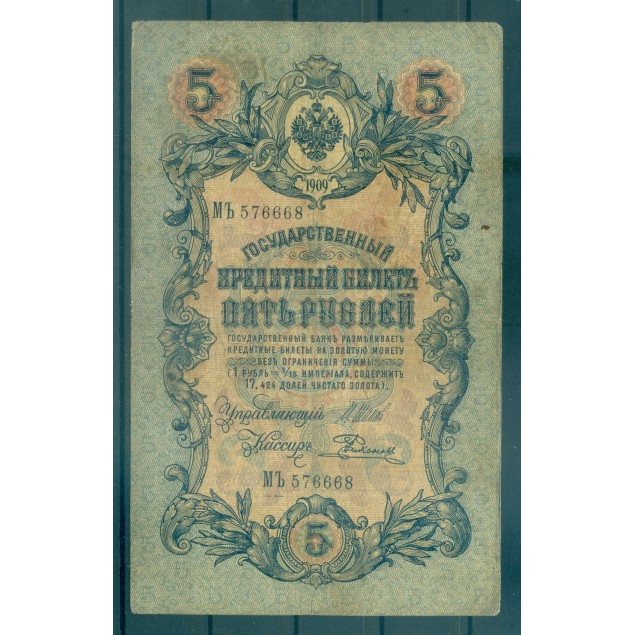 5 5
1909
МЪ 576668
ГОСУДАРСТВЕННЫЙ
КРЕДИТНЫЙ БИЛЕТЪ
ПЯТЬ РУБЛЕЙ
ГОСУДАРСТВЕННЫЙ БАНКЪ РАЗМѢНИВАЕТЪ
КРЕДИТНЫЕ БИЛЕТЫ НА ЗОЛОТУЮ МОНЕТУ
БЕЗЪ ОГРАНИЧЕНІЯ СУММЫ
(1 РУБЛЬ = 1/15 ИМПЕРІАЛА, СОДЕРЖИТЪ
17,424 ДОЛЕЙ ЧИСТАГО ЗОЛОТА).
Управляющій
Кассиръ
МЪ 576668
5